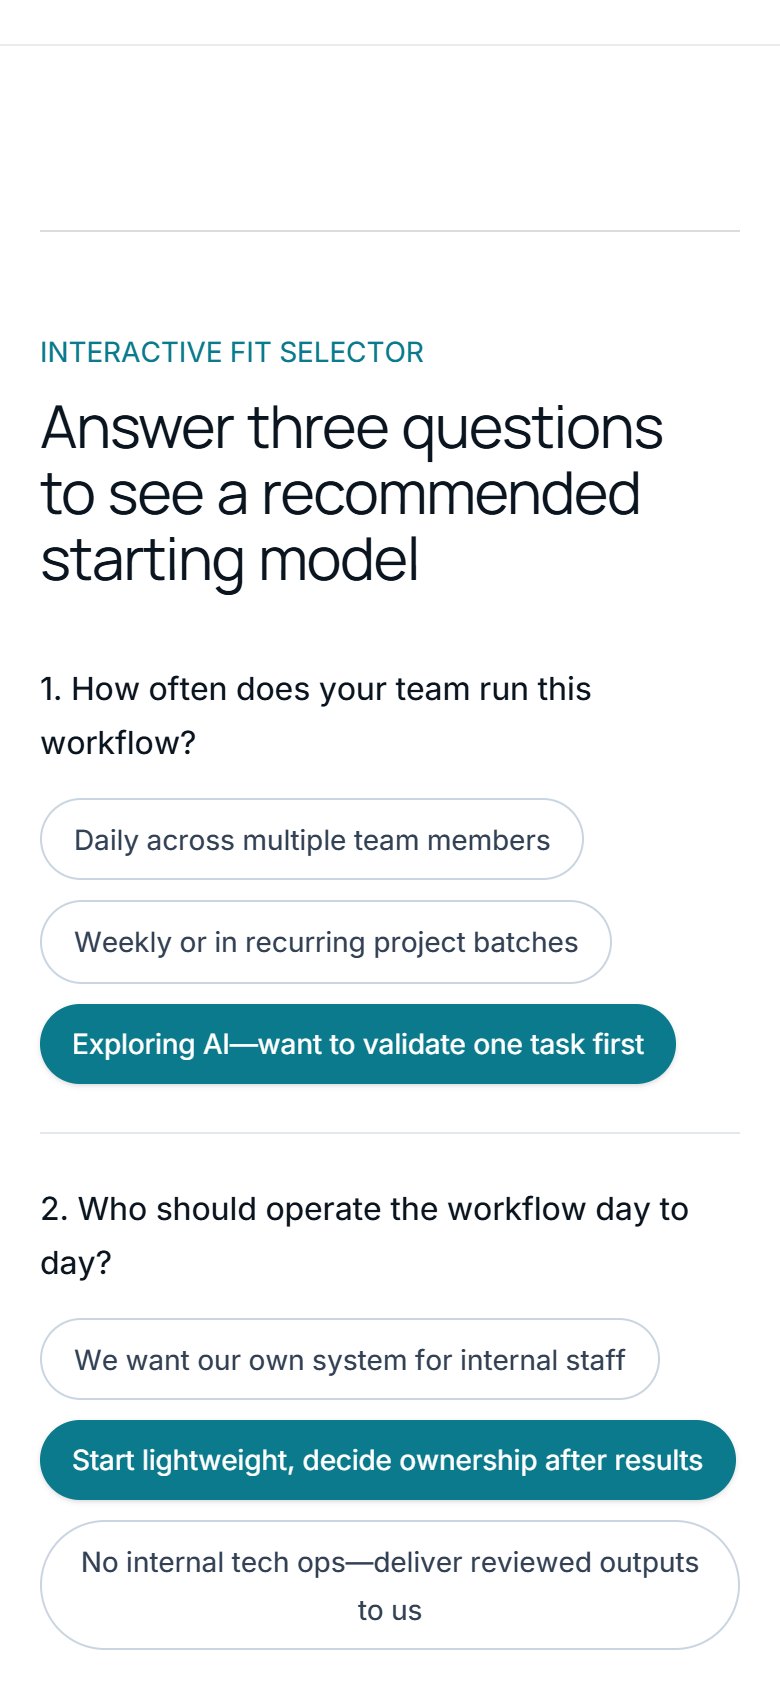 INTERACTIVE FIT SELECTOR
Answer three questions
to see a recommended
starting model
1. How often does your team run this
workflow?
Daily across multiple team members
Weekly or in recurring project batches
Exploring AI—want to validate one task first
2. Who should operate the workflow day to
day?
We want our own system for internal staff
Start lightweight, decide ownership after results
No internal tech ops—deliver reviewed outputs
to us